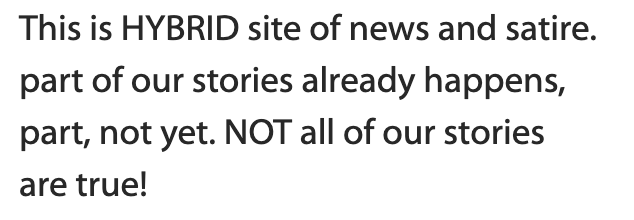 This is HYBRID site of news and satire.
part of our stories already happens,
part, not yet. NOT all of our stories
are true!